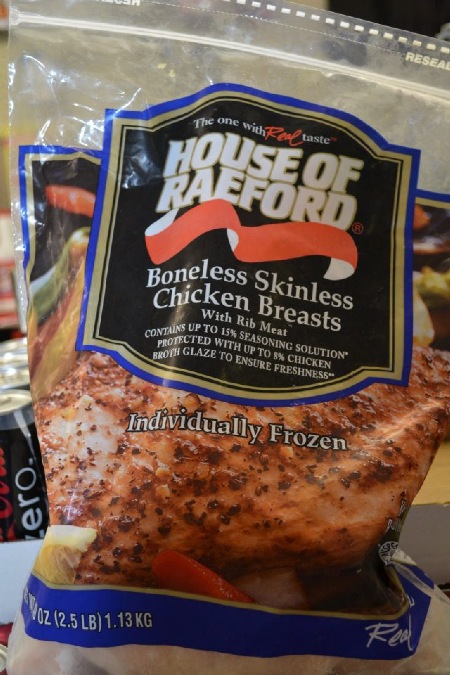 RESEAL
The one with Real taste™
HOUSE OF
RAEFORD®
Boneless Skinless
Chicken Breasts
With Rib Meat
CONTAINS UP TO 15% SEASONING SOLUTION*
PROTECTED WITH UP TO 8% CHICKEN
BROTH GLAZE TO ENSURE FRESHNESS**
Individually Frozen
OZ (2.5 LB) 1.13 KG
Real